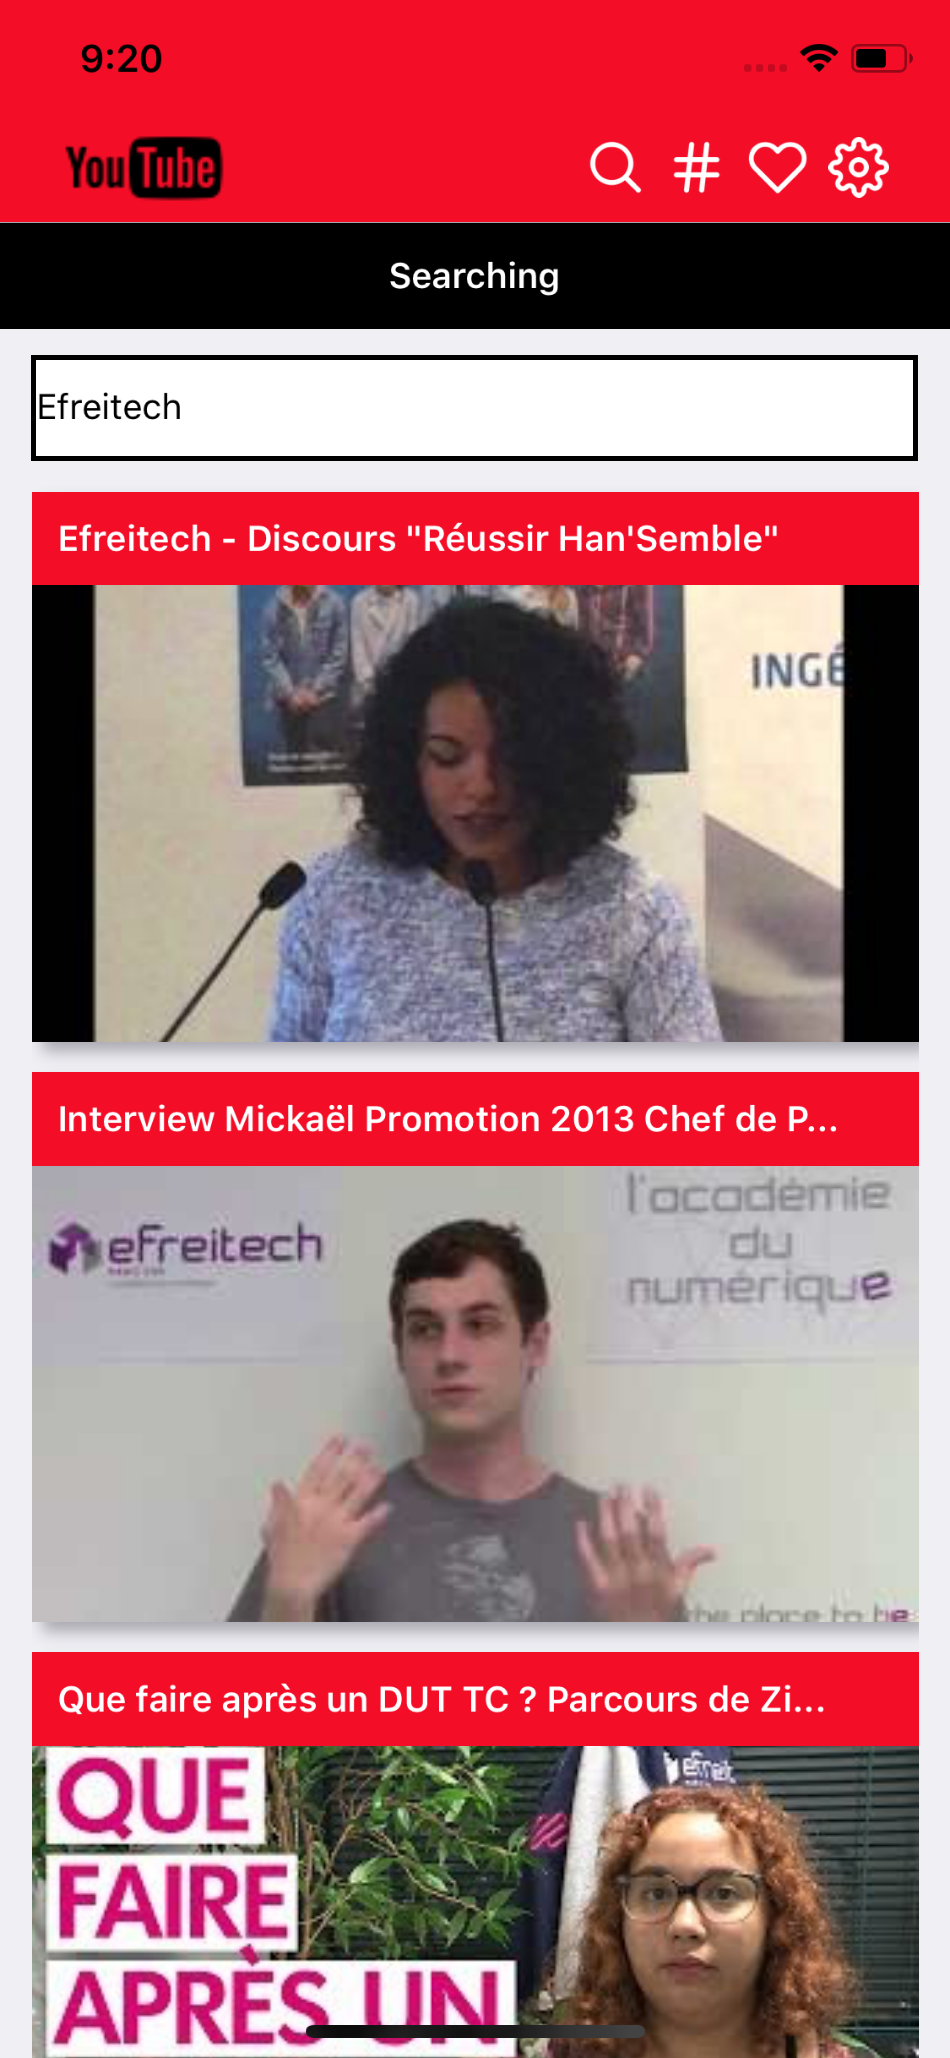 9:20
YouTube
Searching
Efreitech
Efreitech - Discours "Réussir Han'Semble"
INGÉ
Interview Mickaël Promotion 2013 Chef de P...
efreitech
l'académie
du
numérique
the place to be
Que faire après un DUT TC ? Parcours de Zi...
QUE
FAIRE
APRÈS UN
efreit